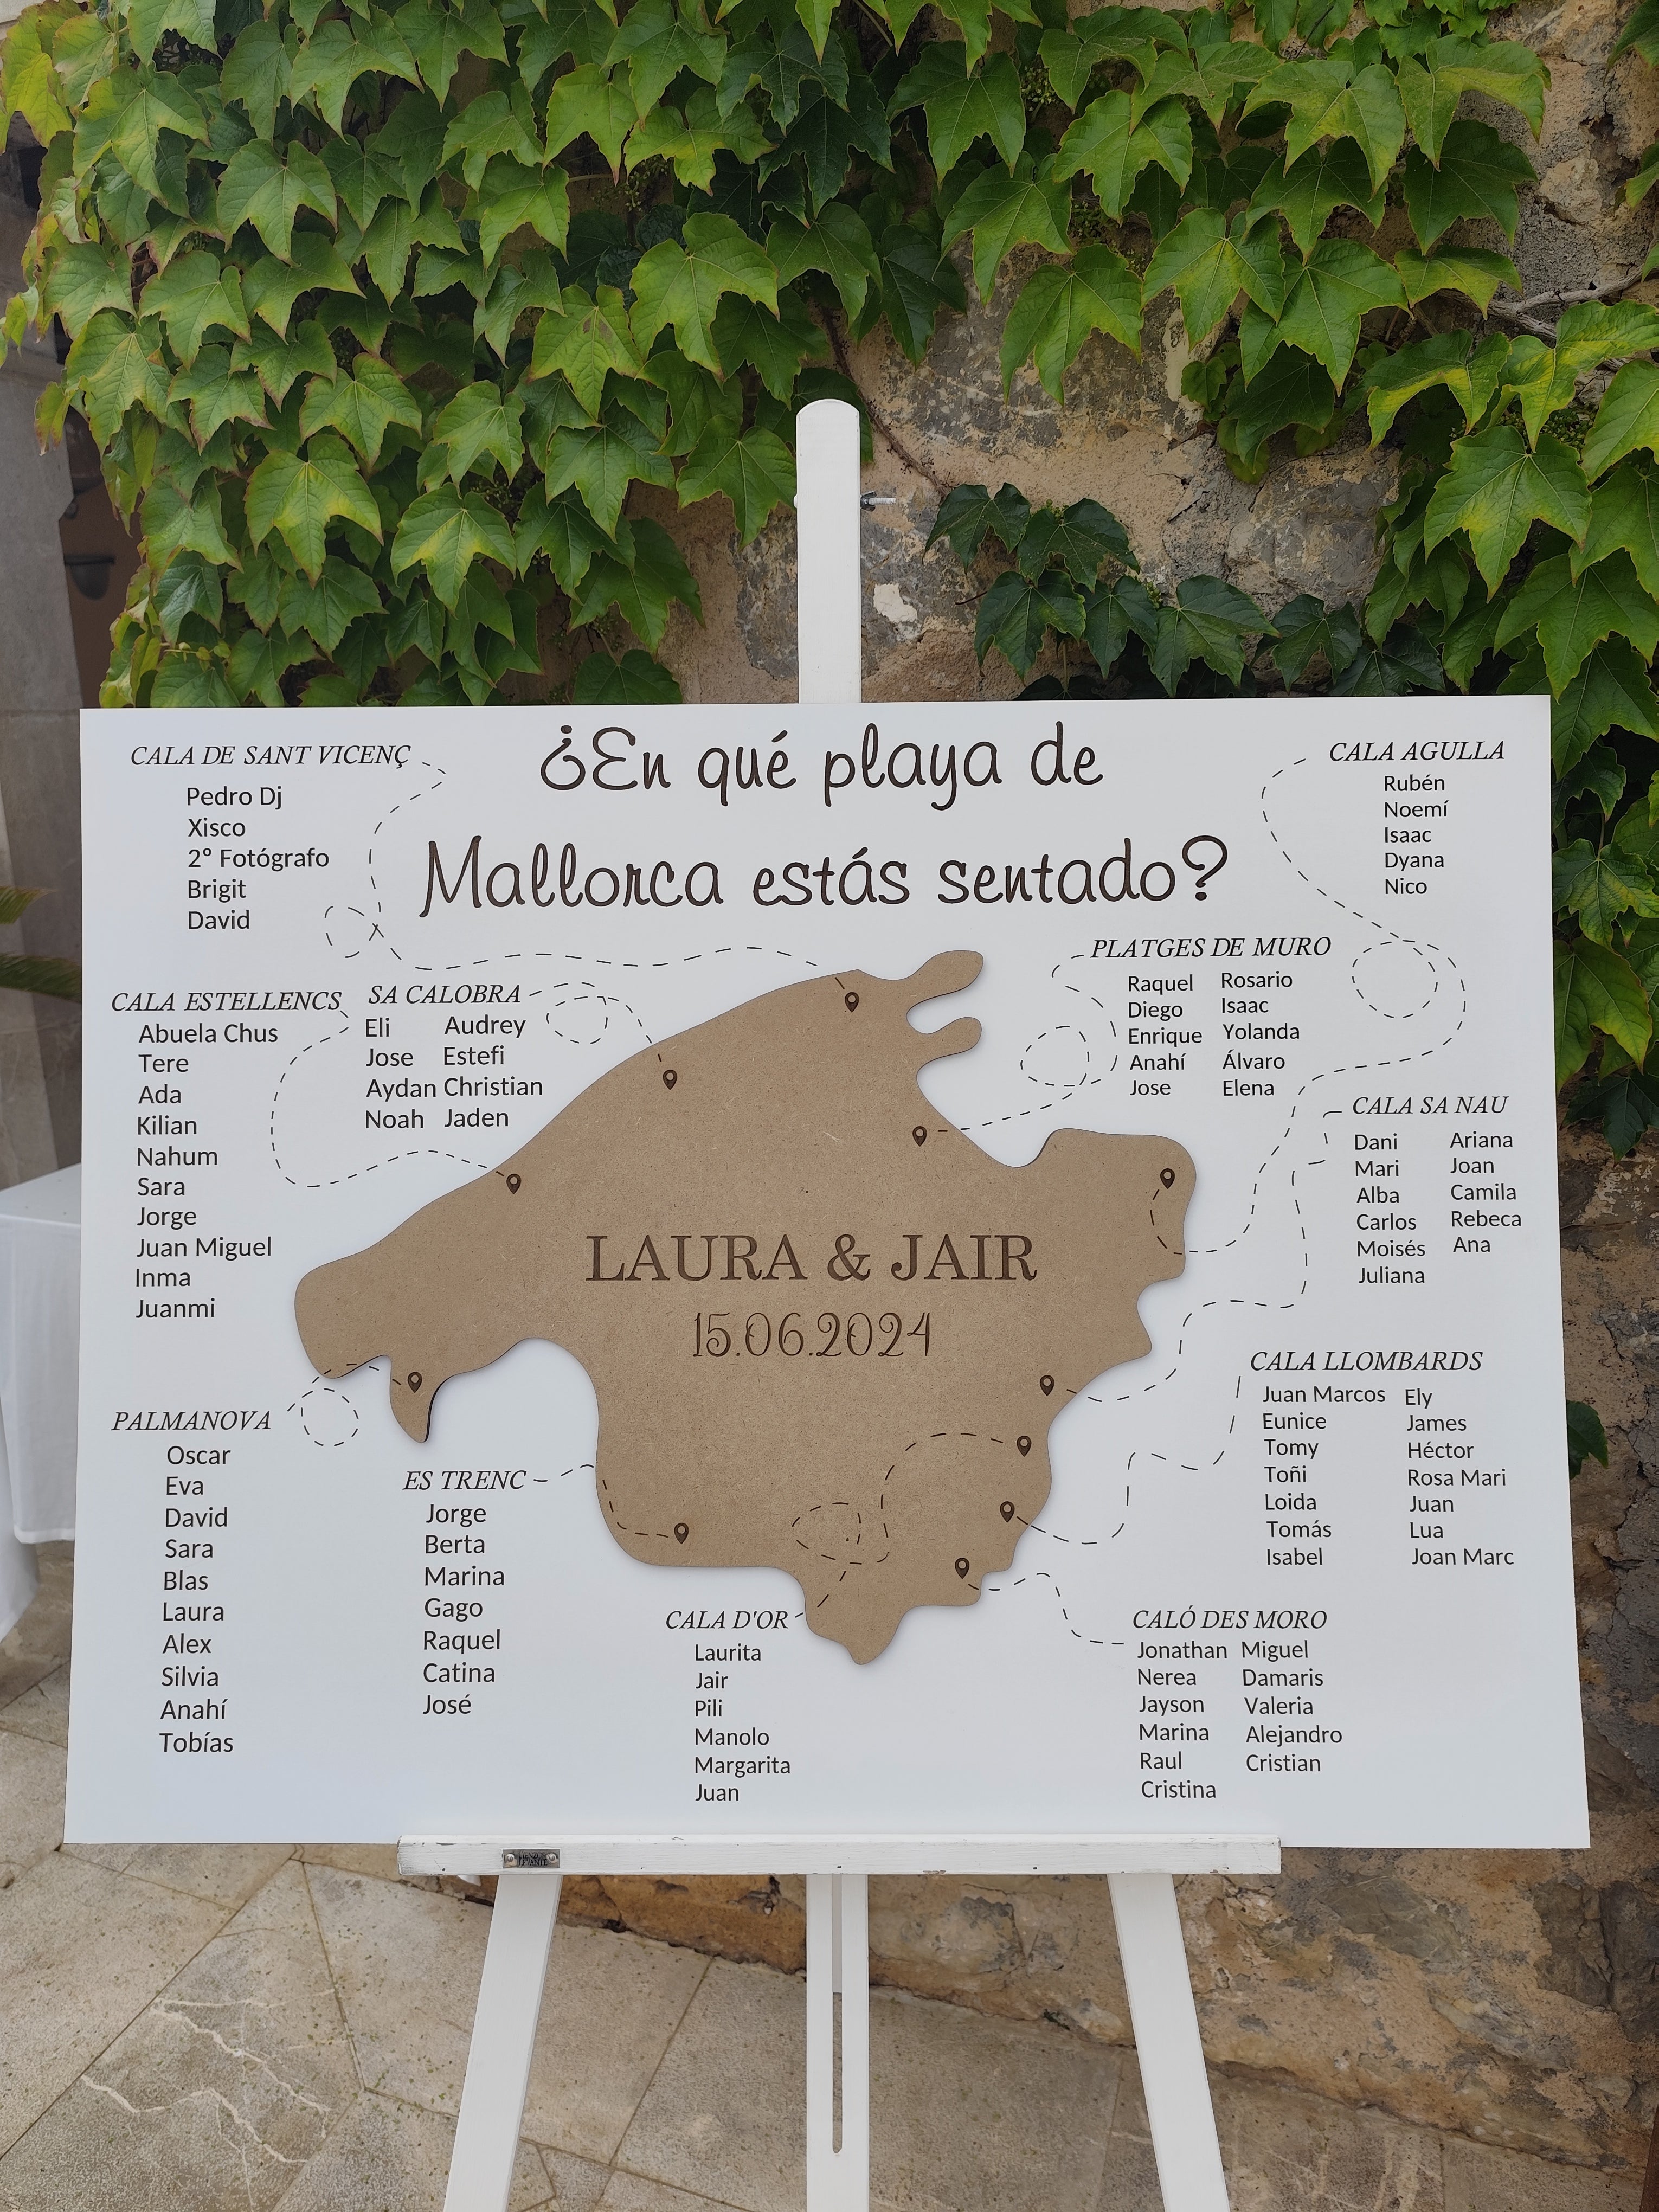 ¿En qué playa de
Mallorca estás sentado?
CALA DE SANT VICENÇ
Pedro Dj
Xisco
2º Fotógrafo
Brigit
David
CALA AGULLA
Rubén
Noemí
Isaac
Dyana
Nico
CALA ESTELLENCS
Abuela Chus
Tere
Ada
Kilian
Nahum
Sara
Jorge
Juan Miguel
Inma
Juanmi
SA CALOBRA
Eli Audrey
Jose Estefi
Aydan Christian
Noah Jaden
PLATGES DE MURO
Raquel Rosario
Diego Isaac
Enrique Yolanda
Anahí Álvaro
Jose Elena
CALA SA NAU
Dani Ariana
Mari Joan
Alba Camila
Carlos Rebeca
Moisés Ana
Juliana
LAURA & JAIR
15.06.2024
CALA LLOMBARDS
Juan Marcos Ely
Eunice James
Tomy Héctor
Toñi Rosa Mari
Loida Juan
Tomás Lua
Isabel Joan Marc
PALMANOVA
Oscar
Eva
David
Sara
Blas
Laura
Alex
Silvia
Anahí
Tobías
ES TRENC
Jorge
Berta
Marina
Gago
Raquel
Catina
José
CALA D'OR
Laurita
Jair
Pili
Manolo
Margarita
Juan
CALÓ DES MORO
Jonathan Miguel
Nerea Damaris
Jayson Valeria
Marina Alejandro
Raul Cristian
Cristina